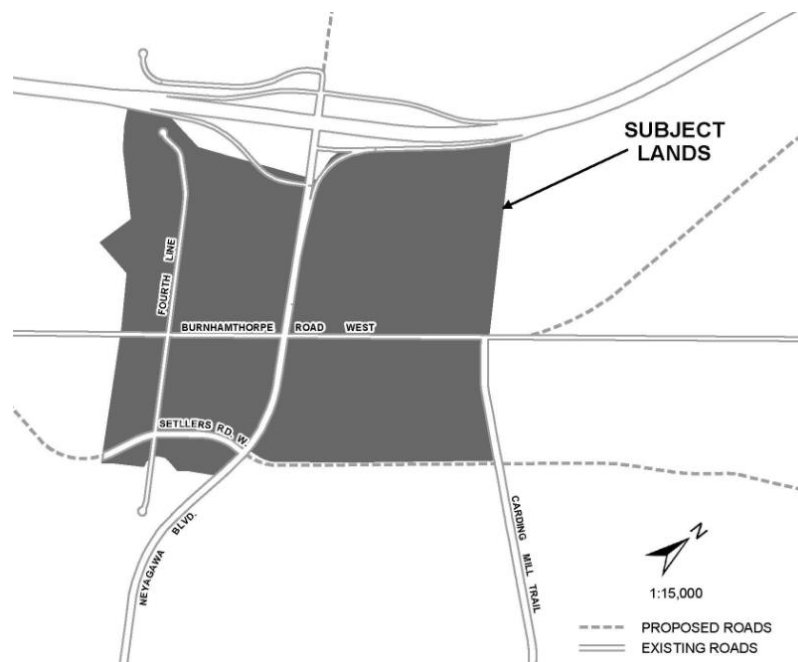 SUBJECT
LANDS
FOURTH LINE
BURNHAMTHORPE ROAD WEST
SETLLERS RD. W.
NEYAGAWA BLVD.
CARDING MILL TRAIL
N
1:15,000
PROPOSED ROADS
EXISTING ROADS